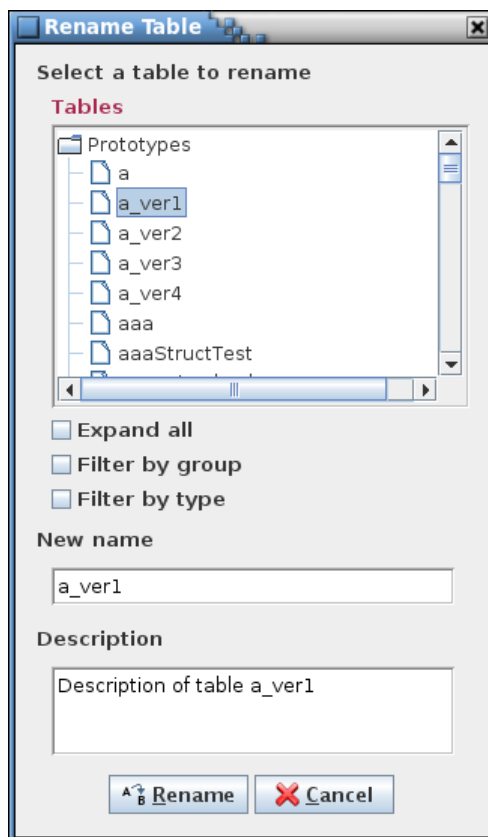 Rename Table
Select a table to rename
Tables
Prototypes
a
a_ver1
a_ver2
a_ver3
a_ver4
aaa
aaaStructTest
Expand all
Filter by group
Filter by type
New name
a_ver1
Description
Description of table a_ver1
Rename
Cancel